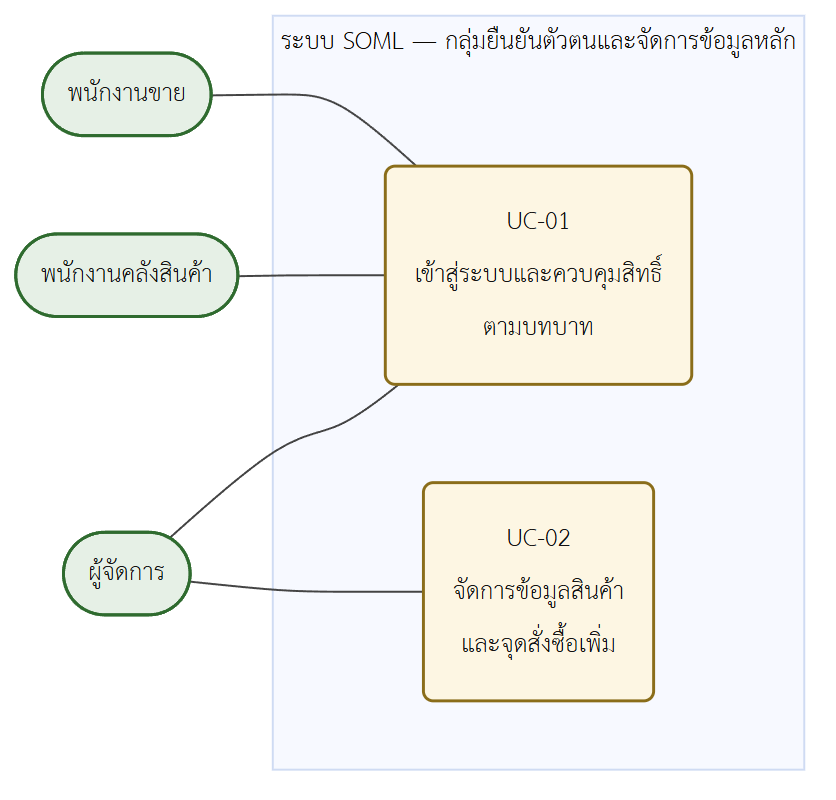 ระบบ SOML — กลุ่มยืนยันตัวตนและจัดการข้อมูลหลัก
พนักงานขาย
UC-01
เข้าสู่ระบบและควบคุมสิทธิ์
ตามบทบาท
พนักงานคลังสินค้า
ผู้จัดการ
UC-02
จัดการข้อมูลสินค้า
และจุดสั่งซื้อเพิ่ม